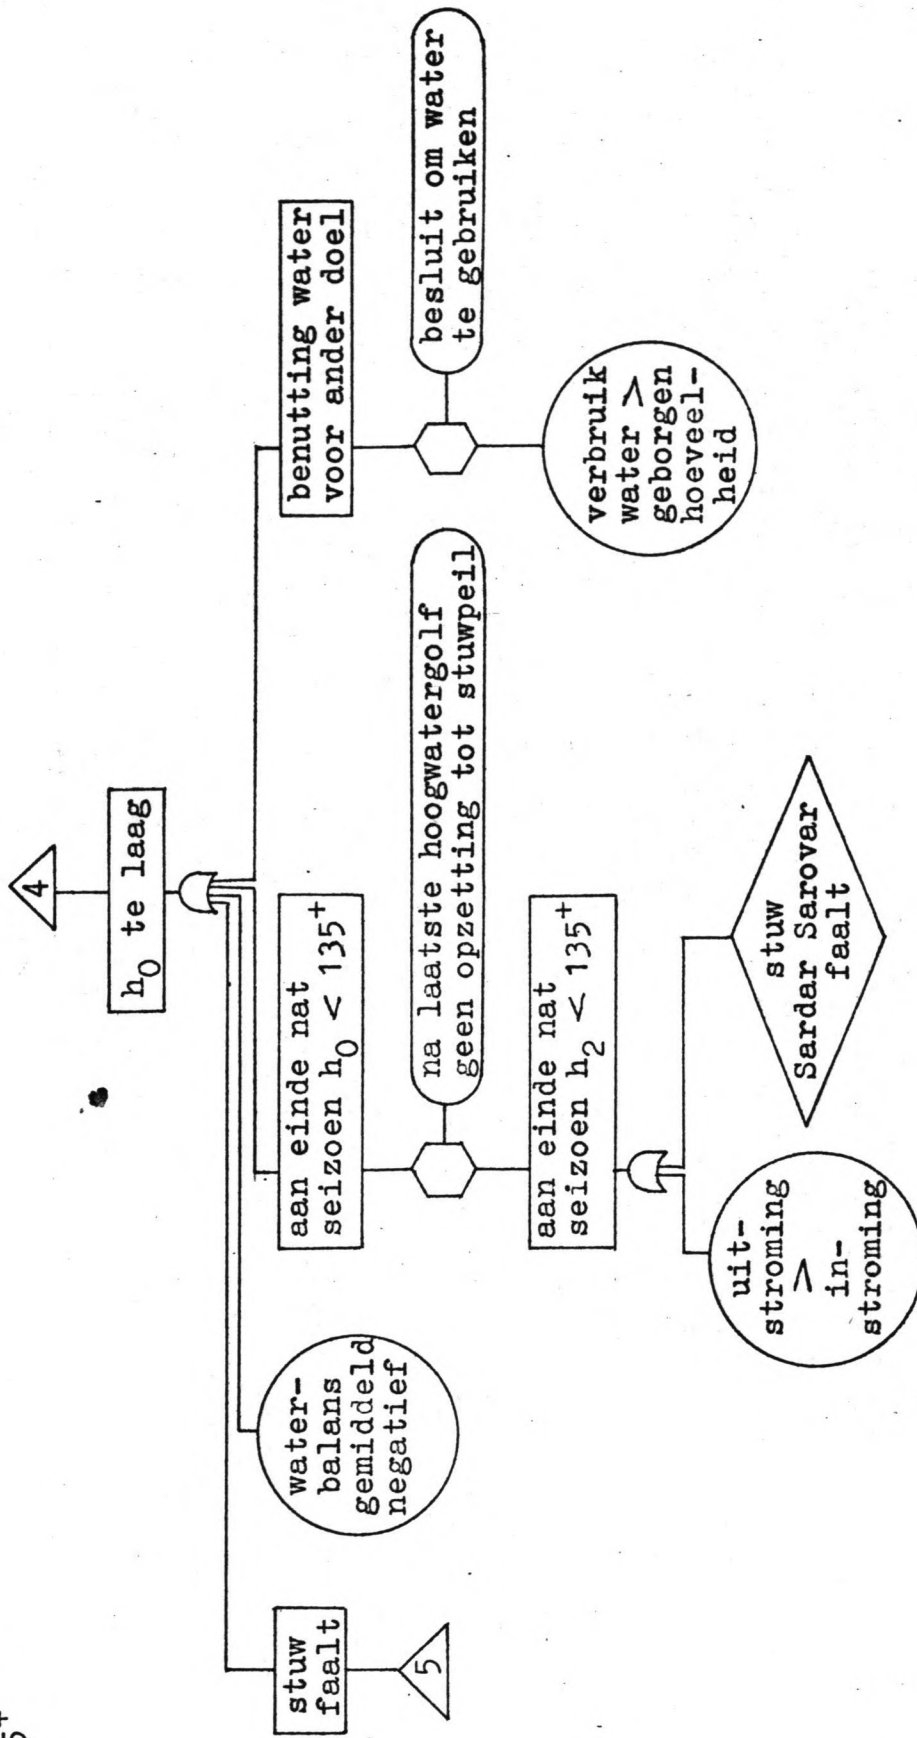 4
h₀ te laag
stuw
faalt
5
water-
balans
gemiddeld
negatief
aan einde nat
seizoen h₀ < 135⁺
na laatste hoogwatergolf
geen opzetting tot stuwpeil
aan einde nat
seizoen h₂ < 135⁺
uit-
stroming
>
in-
stroming
stuw
Sardar Sarovar
faalt
benutting water
voor ander doel
besluit om water
te gebruiken
verbruik
water >
geborgen
hoeveel-
heid